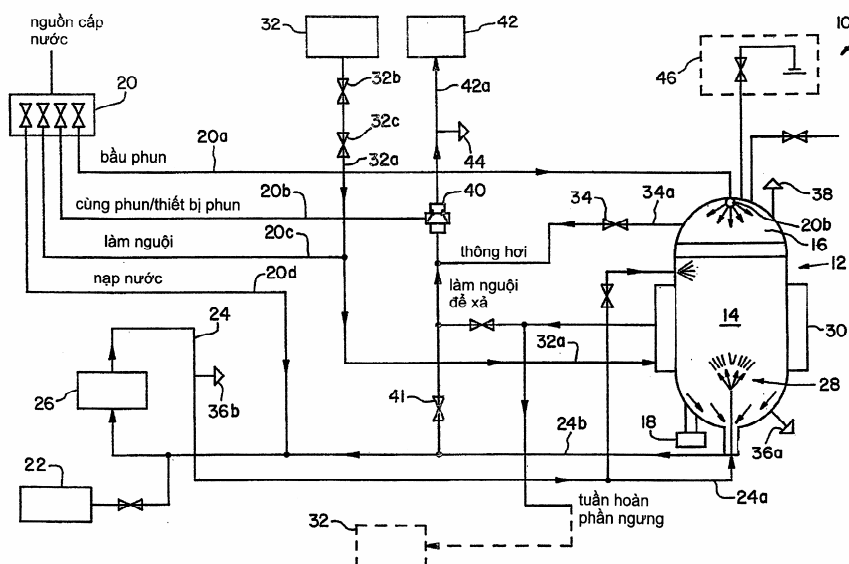 nguồn cấp
nước
32
42
10
46
20
42a
32b
32c
20a
44
32a
bầu phun
38
40
34
34a
cùng phun/thiết bị phun
20b
20b
làm nguội
20c
16
thông hơi
12
nạp nước
20d
làm nguội
để xả
24
14
30
32a
26
36b
41
28
24b
18
36a
22
24a
tuần hoàn
phần ngưng
32